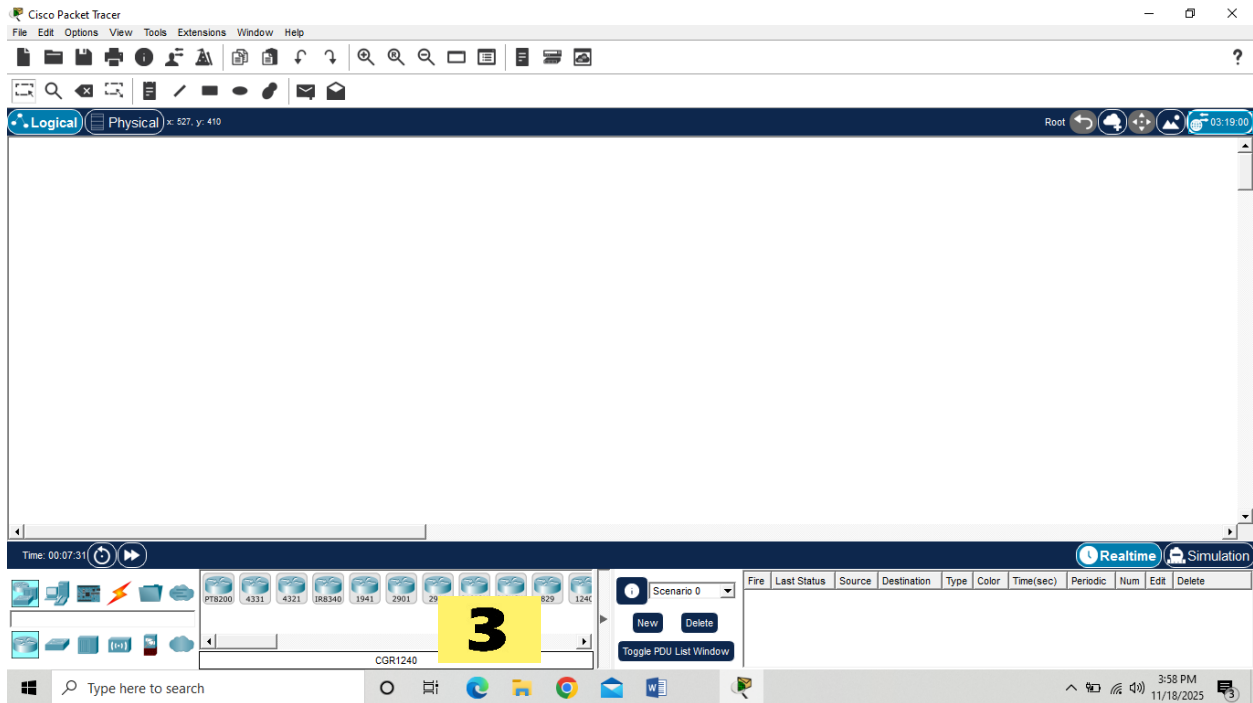 Cisco Packet Tracer
File Edit Options View Tools Extensions Window Help
?
Logical Physical x: 527, y: 410 Root 03:19:00
Time: 00:07:31 Realtime Simulation
PT8200 4331 4321 IR8340 1941 2901 829 1240
CGR1240
3
Scenario 0
New Delete
Toggle PDU List Window
Fire Last Status Source Destination Type Color Time(sec) Periodic Num Edit Delete
Type here to search
3:58 PM
11/18/2025
3